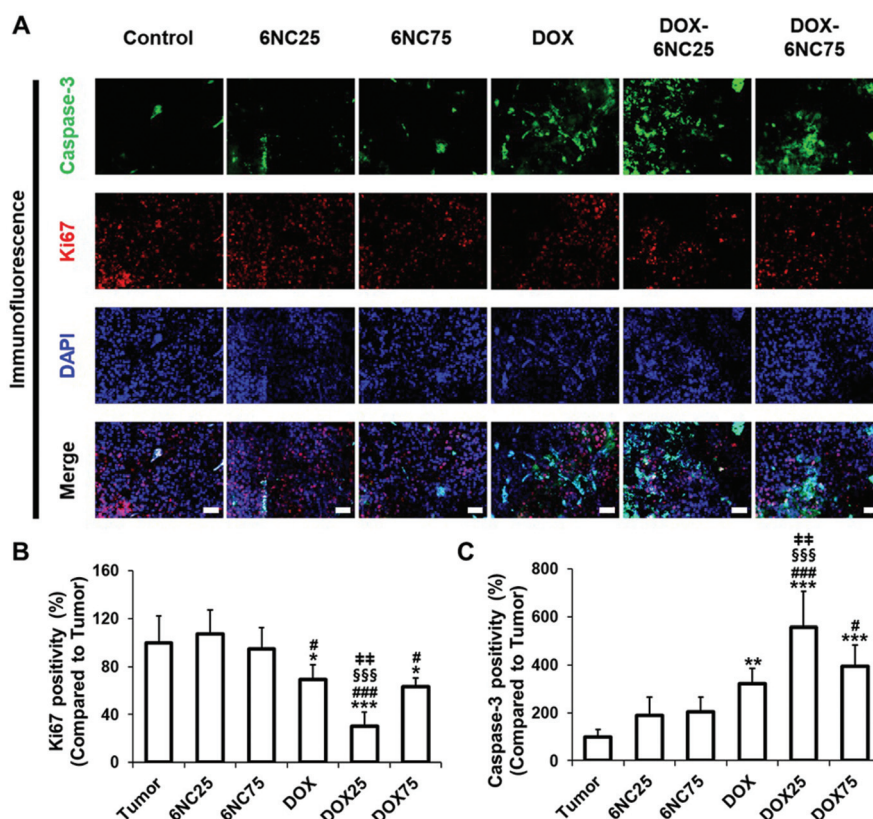 A
Control 6NC25 6NC75 DOX DOX-6NC25 DOX-6NC75
Immunofluorescence
Caspase-3
Ki67
DAPI
Merge
B
Ki67 positivity (%)
(Compared to Tumor)
160
120
80
40
0
#
*
‡‡
§§§
###
***
#
*
Tumor 6NC25 6NC75 DOX DOX25 DOX75
C
Caspase-3 positivity (%)
(Compared to Tumor)
800
600
400
200
0
**
‡‡
§§§
###
***
#
***
Tumor 6NC25 6NC75 DOX DOX25 DOX75